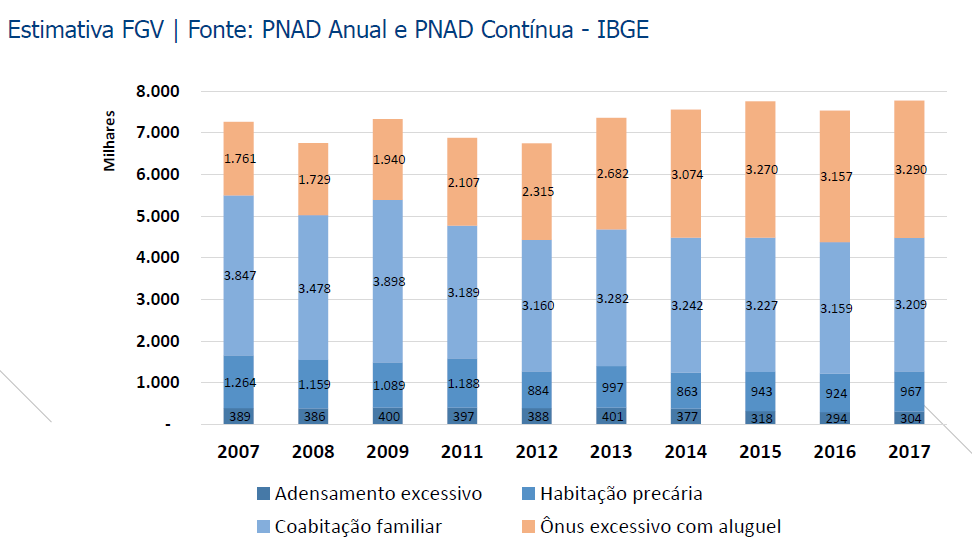 Estimativa FGV | Fonte: PNAD Anual e PNAD Contínua - IBGE
Milhares
8.000
7.000
6.000
5.000
4.000
3.000
2.000
1.000
-
1.761 1.729 1.940 2.107 2.315 2.682 3.074 3.270 3.157 3.290
3.847 3.478 3.898 3.189 3.160 3.282 3.242 3.227 3.159 3.209
1.264 1.159 1.089 1.188 884 997 863 943 924 967
389 386 400 397 388 401 377 318 294 304
2007 2008 2009 2011 2012 2013 2014 2015 2016 2017
Adensamento excessivo Habitação precária
Coabitação familiar Ônus excessivo com aluguel